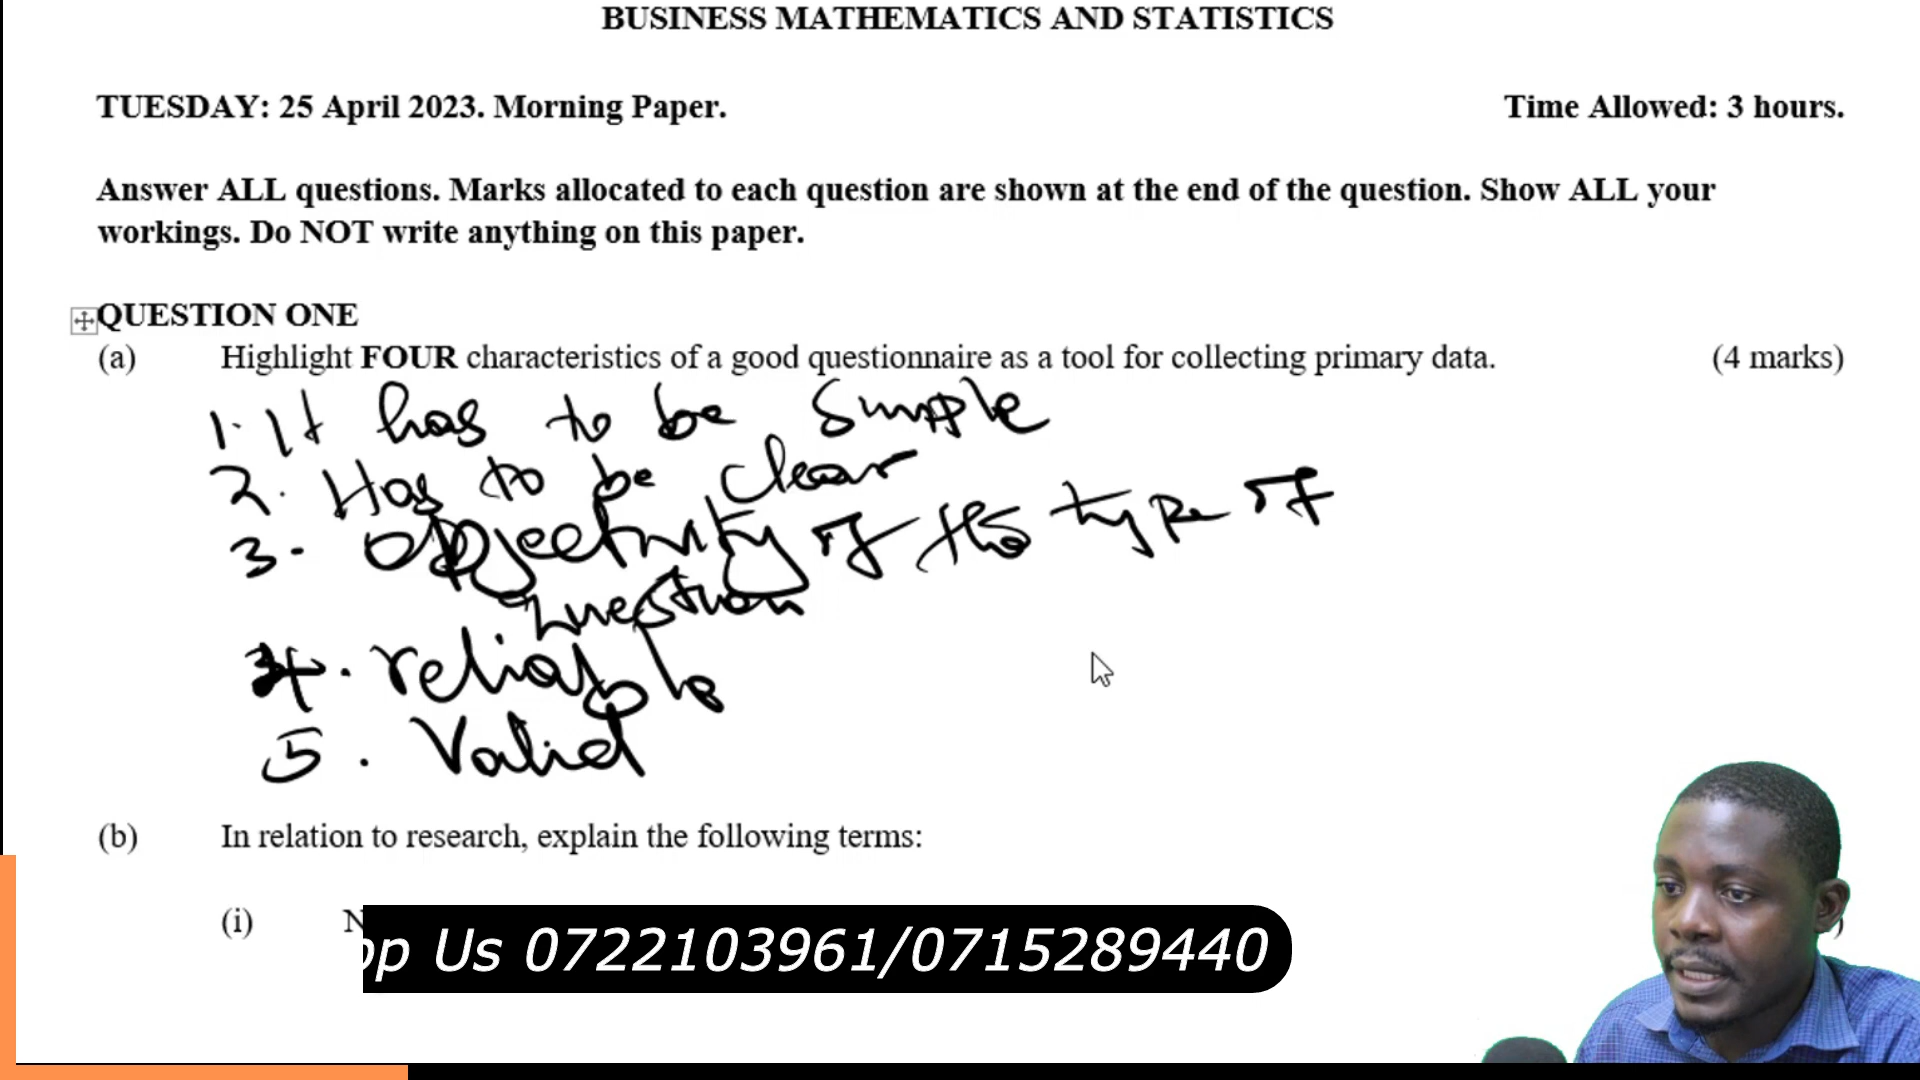 BUSINESS MATHEMATICS AND STATISTICS
TUESDAY: 25 April 2023. Morning Paper. Time Allowed: 3 hours.
Answer ALL questions. Marks allocated to each question are shown at the end of the question. Show ALL your
workings. Do NOT write anything on this paper.
QUESTION ONE
(a) Highlight FOUR characteristics of a good questionnaire as a tool for collecting primary data. (4 marks)
1. It has to be Simple
2. Has to be clear
3. Objectivity of the type of
question
4. reliable
5. Valid
(b) In relation to research, explain the following terms:
(i)
Us 0722103961/0715289440